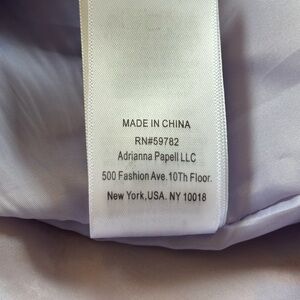 MADE IN CHINA
RN#59782
Adrianna Papell LLC
500 Fashion Ave. 10Th Floor.
New York,USA. NY 10018